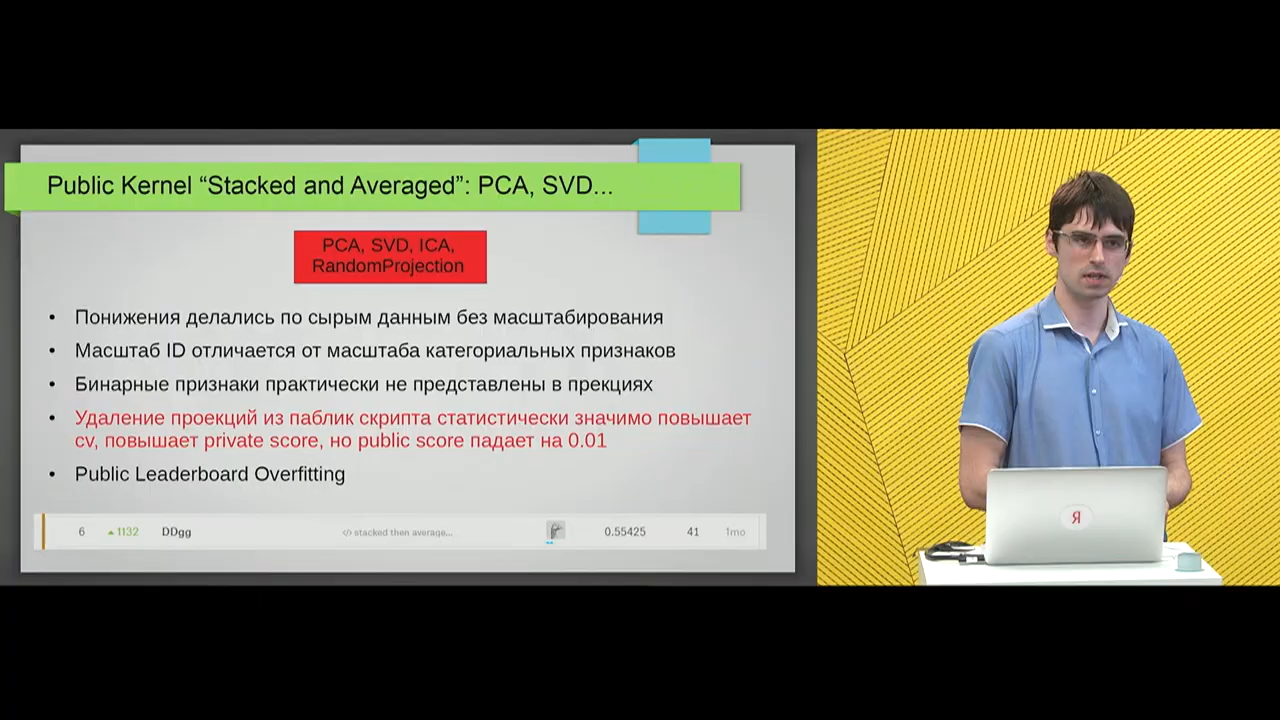 Public Kernel “Stacked and Averaged”: PCA, SVD...
PCA, SVD, ICA,
RandomProjection
• Понижения делались по сырым данным без масштабирования
• Масштаб ID отличается от масштаба категориальных признаков
• Бинарные признаки практически не представлены в прекциях
• Удаление проекций из паблик скрипта статистически значимо повышает
cv, повышает private score, но public score падает на 0.01
• Public Leaderboard Overfitting
6 ▲1132 DDgg </> stacked then average... 0.55425 41 1mo
Я